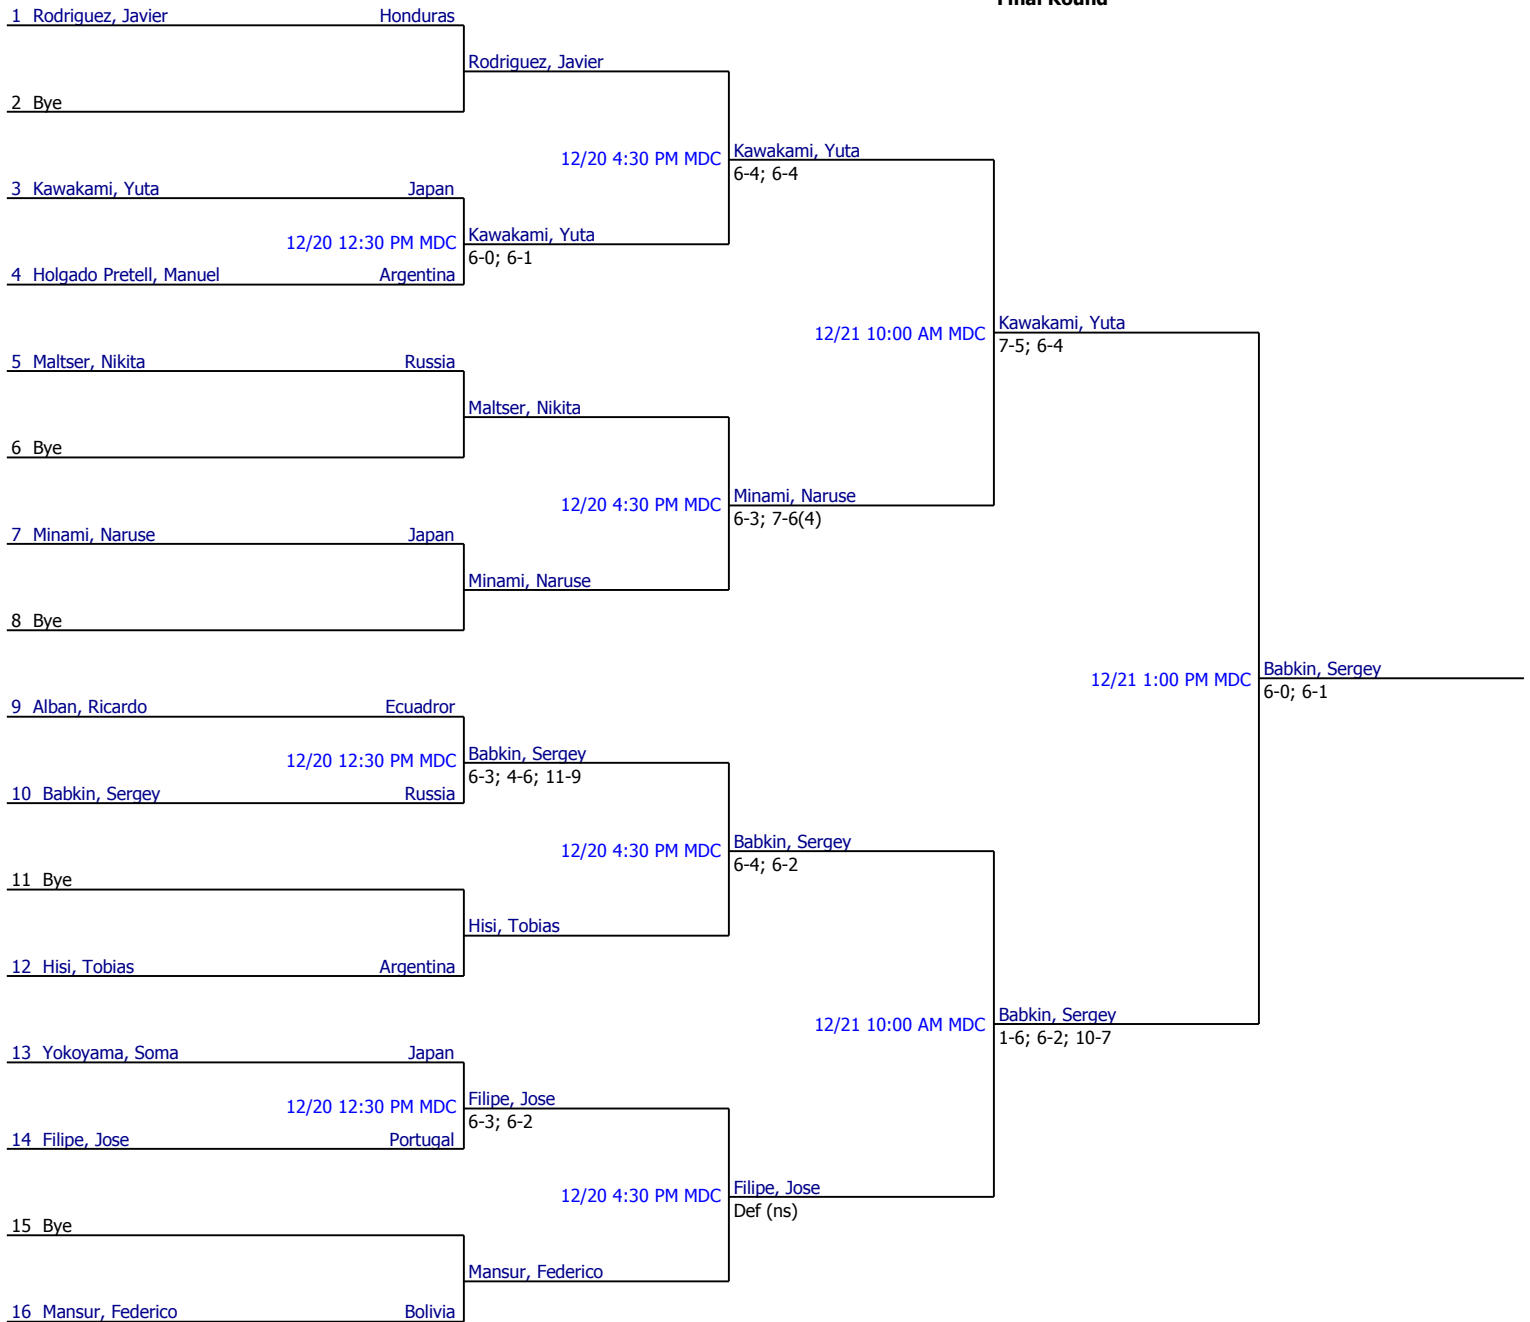 Final Round
1 Rodriguez, Javier Honduras
Rodriguez, Javier
2 Bye
12/20 4:30 PM MDC Kawakami, Yuta
6-4; 6-4
3 Kawakami, Yuta Japan
12/20 12:30 PM MDC Kawakami, Yuta
6-0; 6-1
4 Holgado Pretell, Manuel Argentina
12/21 10:00 AM MDC Kawakami, Yuta
7-5; 6-4
5 Maltser, Nikita Russia
Maltser, Nikita
6 Bye
12/20 4:30 PM MDC Minami, Naruse
6-3; 7-6(4)
7 Minami, Naruse Japan
Minami, Naruse
8 Bye
12/21 1:00 PM MDC Babkin, Sergey
6-0; 6-1
9 Alban, Ricardo Ecuadror
12/20 12:30 PM MDC Babkin, Sergey
6-3; 4-6; 11-9
10 Babkin, Sergey Russia
12/20 4:30 PM MDC Babkin, Sergey
6-4; 6-2
11 Bye
Hisi, Tobias
12 Hisi, Tobias Argentina
12/21 10:00 AM MDC Babkin, Sergey
1-6; 6-2; 10-7
13 Yokoyama, Soma Japan
12/20 12:30 PM MDC Filipe, Jose
6-3; 6-2
14 Filipe, Jose Portugal
12/20 4:30 PM MDC Filipe, Jose
Def (ns)
15 Bye
Mansur, Federico
16 Mansur, Federico Bolivia